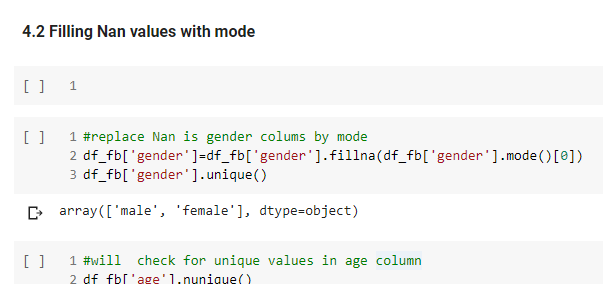 4.2 Filling Nan values with mode
[ ] 1
[ ] 1 #replace Nan is gender colums by mode
2 df_fb['gender']=df_fb['gender'].fillna(df_fb['gender'].mode()[0])
3 df_fb['gender'].unique()
array(['male', 'female'], dtype=object)
[ ] 1 #will  check for unique values in age column
2 df_fb['age'].nunique()